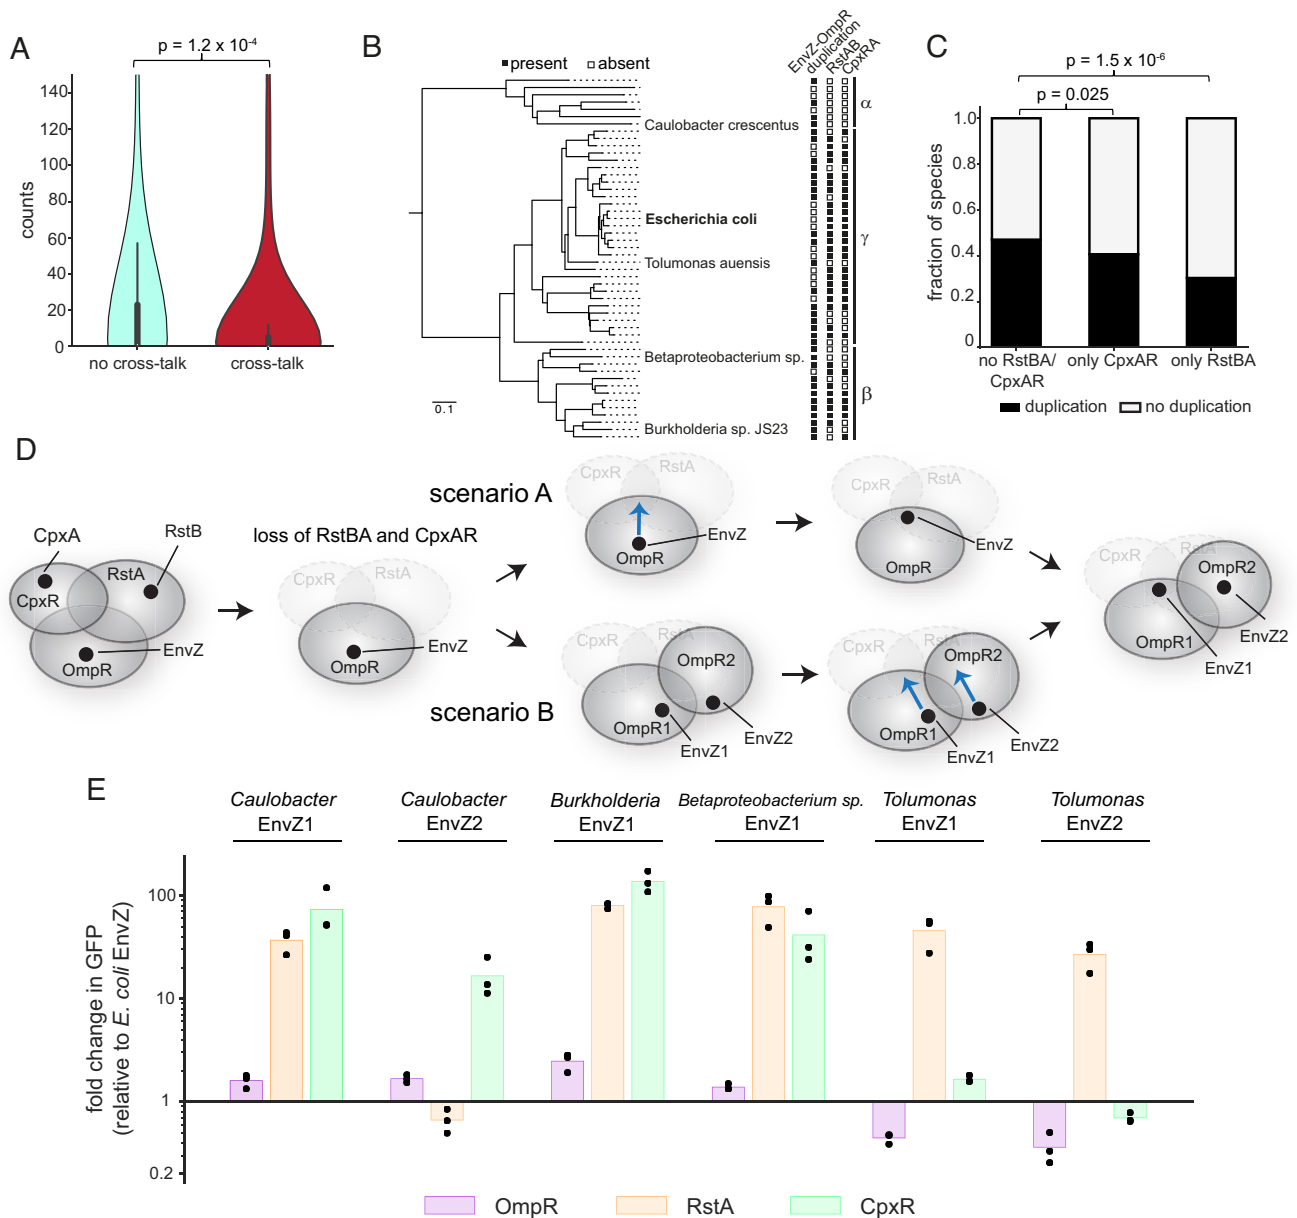 A
p = 1.2 x 10-4
counts
140
120
100
80
60
40
20
0
no cross-talk
cross-talk
B
present
absent
EnvZ-OmpR
duplication
RstAB
CpxRA
Caulobacter crescentus
Escherichia coli
Tolumonas auensis
Betaproteobacterium sp.
Burkholderia sp. JS23
0.1
α
γ
β
C
p = 1.5 x 10-6
p = 0.025
fraction of species
1.0
0.8
0.6
0.4
0.2
0
no RstBA/
CpxAR
only CpxAR
only RstBA
duplication
no duplication
D
CpxA
RstB
RstA
CpxR
EnvZ
OmpR
loss of RstBA and CpxAR
CpxR
RstA
EnvZ
OmpR
scenario A
CpxR
RstA
EnvZ
OmpR
CpxR
RstA
EnvZ
OmpR
scenario B
CpxR
RstA
OmpR2
OmpR1
EnvZ1
EnvZ2
CpxR
RstA
OmpR2
OmpR1
EnvZ1
EnvZ2
CpxR
RstA
OmpR2
OmpR1
EnvZ2
EnvZ1
E
Caulobacter
EnvZ1
Caulobacter
EnvZ2
Burkholderia
EnvZ1
Betaproteobacterium sp.
EnvZ1
Tolumonas
EnvZ1
Tolumonas
EnvZ2
fold change in GFP
(relative to E. coli EnvZ)
100
10
1
0.2
OmpR
RstA
CpxR